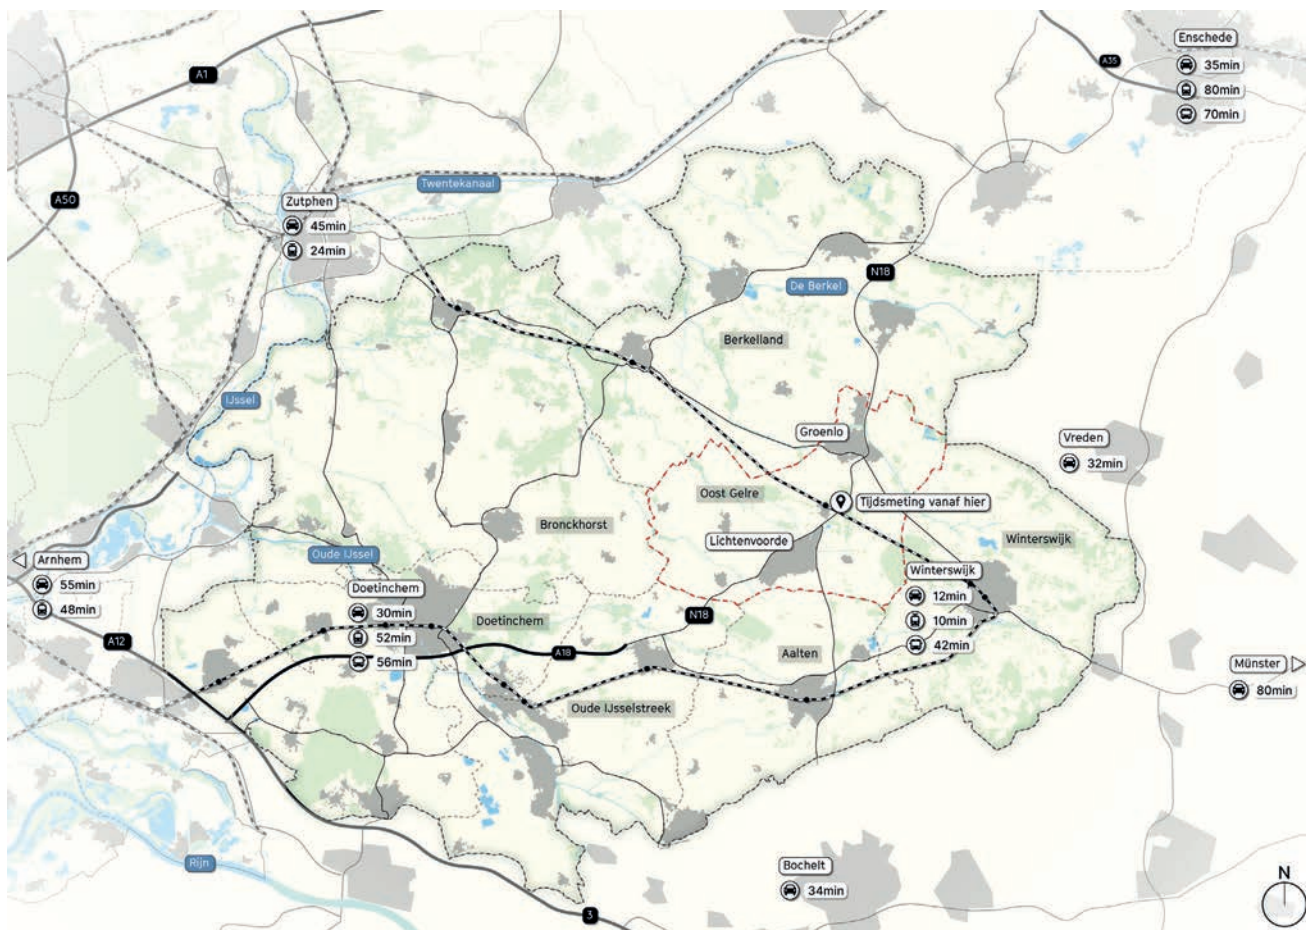 Enschede
35min
80min
70min
A35
A1
A50
Twentekanaal
Zutphen
45min
24min
N18
De Berkel
Berkelland
IJssel
Groenlo
Vreden
32min
Oost Gelre
Tijdsmeting vanaf hier
Bronckhorst
Lichtenvoorde
Winterswijk
Oude IJssel
Arnhem
55min
48min
Doetinchem
30min
52min
56min
Winterswijk
12min
10min
42min
N18
Doetinchem
A12
A18
Aalten
Münster
80min
Oude IJsselstreek
Rijn
Bochelt
34min
3
N